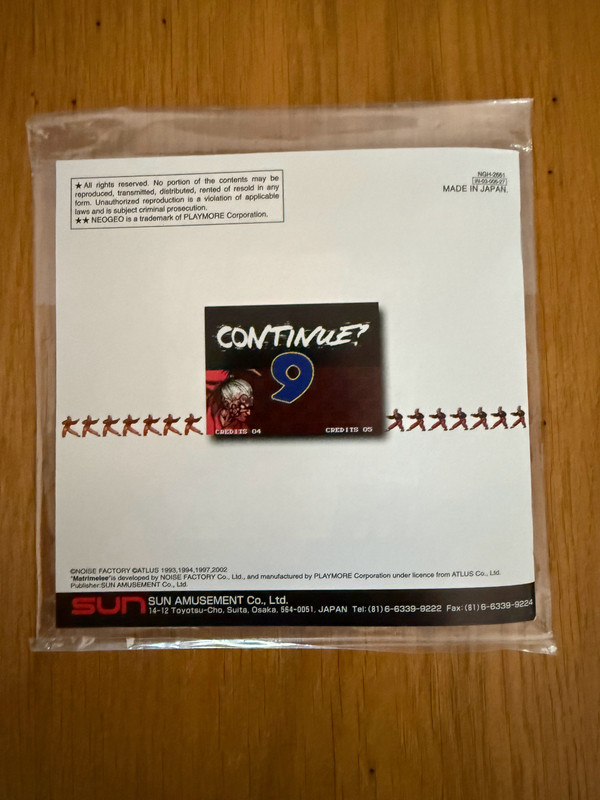 ★All rights reserved. No portion of the contents may be
reproduced, transmitted, distributed, rented of resold in any
form. Unauthorized reproduction is a violation of applicable
laws and is subject criminal prosecution.
★★ NEOGEO is a trademark of PLAYMORE Corporation.
NGH-2661
MADE IN JAPAN.
CONTINUE?
9
CREDITS 04
CREDITS 05
©NOISE FACTORY ©ATLUS 1993,1994,1997,2002
"Matrimelee"is developed by NOISE FACTORY Co., Ltd., and manufactured by PLAYMORE Corporation under licence from ATLUS Co., Ltd.
Publisher:SUN AMUSEMENT Co., Ltd.
sun SUN AMUSEMENT Co., Ltd.
14-12 Toyotsu-Cho, Suita, Osaka, 564-0051, JAPAN Tel:(81)6-6339-9222 Fax:(81)6-6339-9224